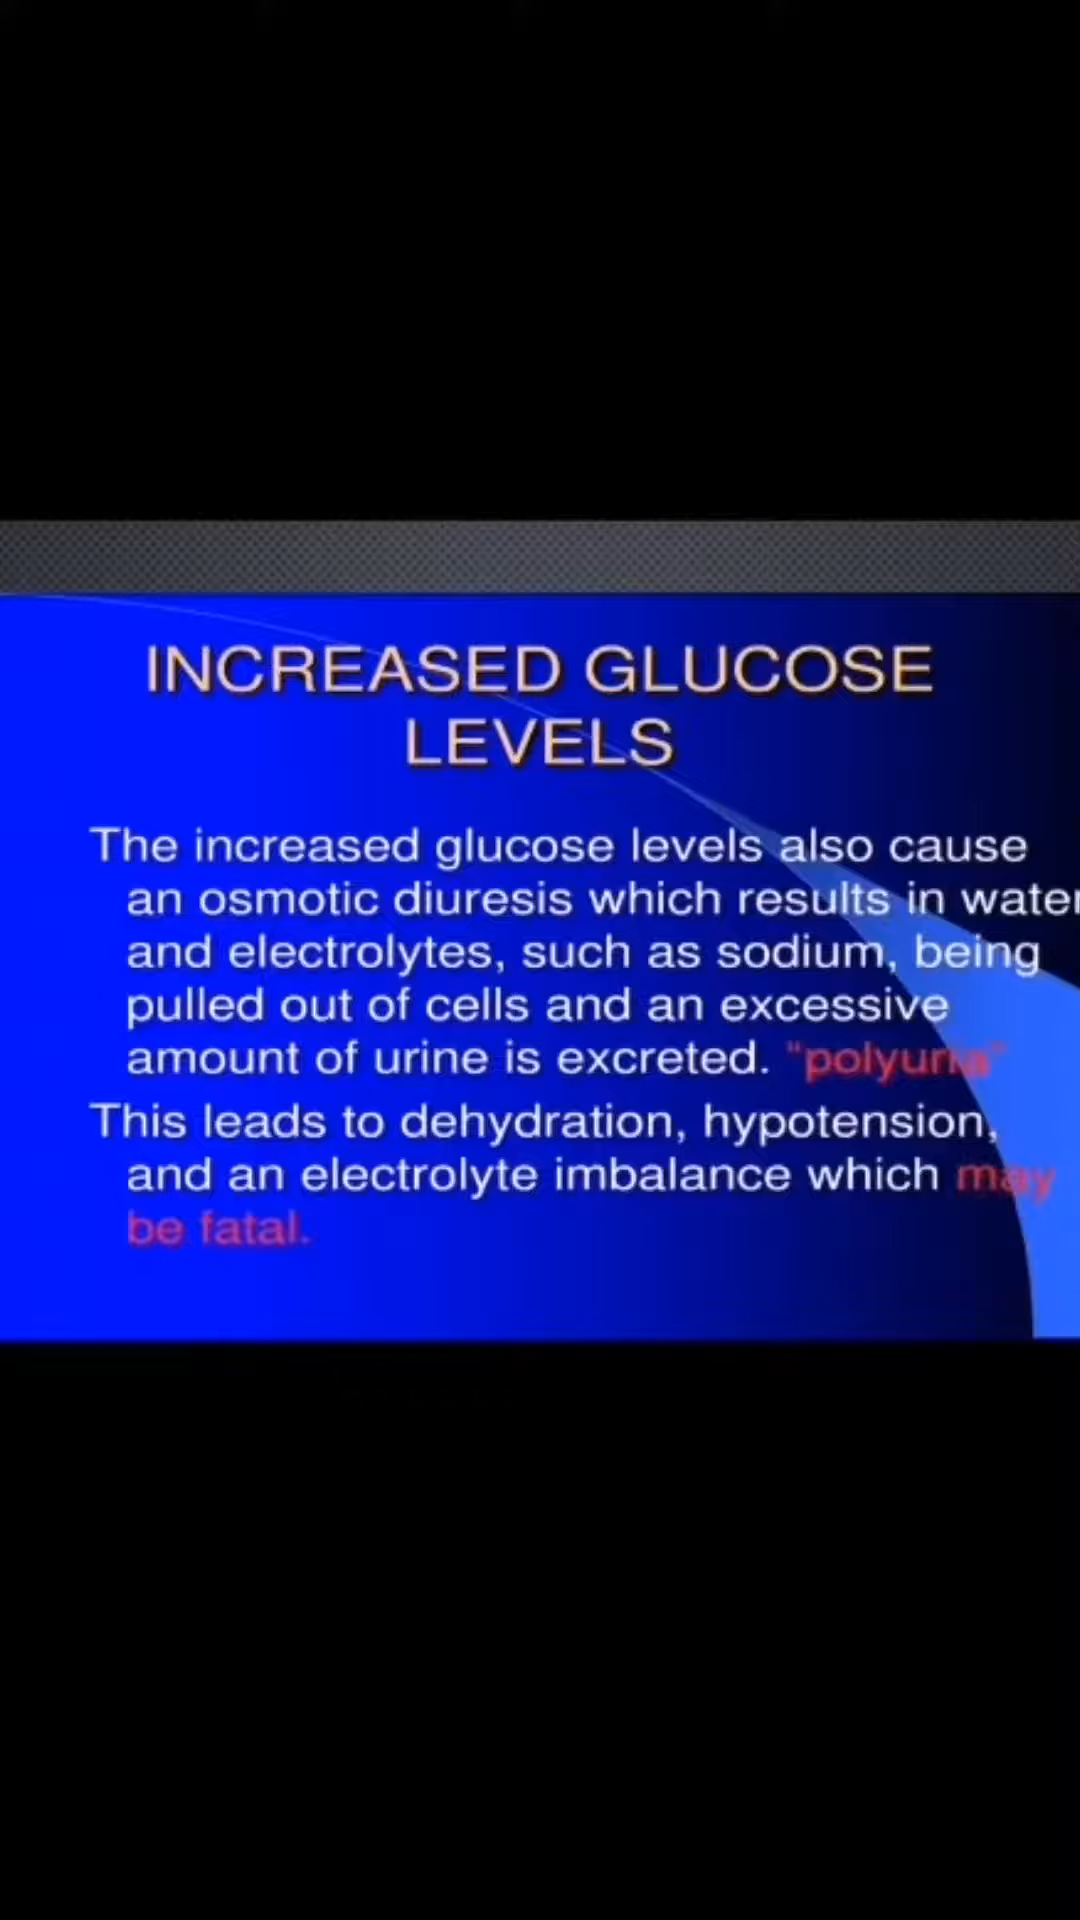 INCREASED GLUCOSE
LEVELS
The increased glucose levels also cause
an osmotic diuresis which results in water
and electrolytes, such as sodium, being
pulled out of cells and an excessive
amount of urine is excreted. "polyuria"
This leads to dehydration, hypotension,
and an electrolyte imbalance which may
be fatal.